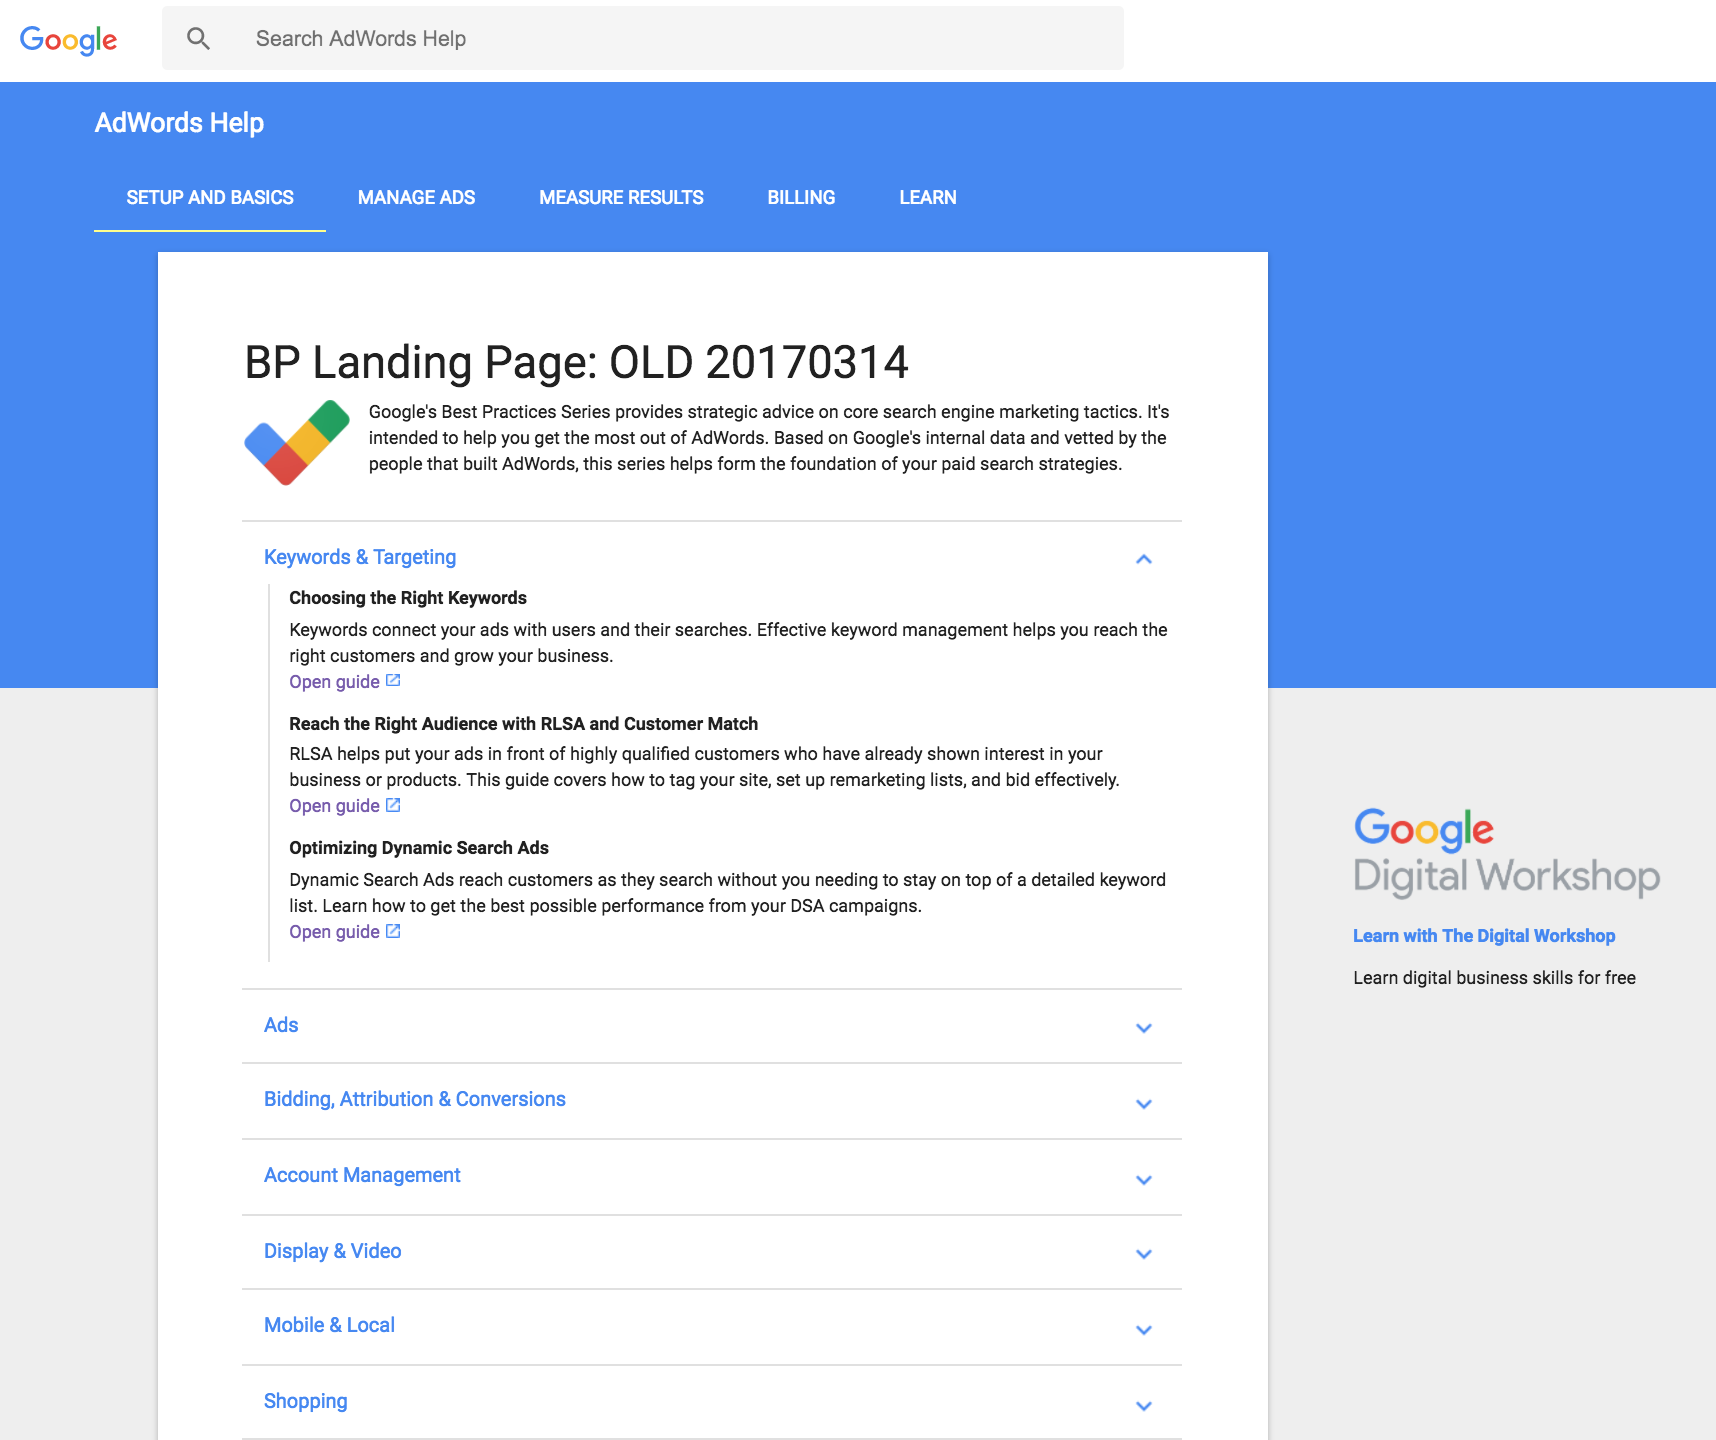 Google
Search AdWords Help
AdWords Help
SETUP AND BASICS MANAGE ADS MEASURE RESULTS BILLING LEARN
BP Landing Page: OLD 20170314
Google's Best Practices Series provides strategic advice on core search engine marketing tactics. It's
intended to help you get the most out of AdWords. Based on Google's internal data and vetted by the
people that built AdWords, this series helps form the foundation of your paid search strategies.
Keywords & Targeting
Choosing the Right Keywords
Keywords connect your ads with users and their searches. Effective keyword management helps you reach the
right customers and grow your business.
Open guide
Reach the Right Audience with RLSA and Customer Match
RLSA helps put your ads in front of highly qualified customers who have already shown interest in your
business or products. This guide covers how to tag your site, set up remarketing lists, and bid effectively.
Open guide
Optimizing Dynamic Search Ads
Dynamic Search Ads reach customers as they search without you needing to stay on top of a detailed keyword
list. Learn how to get the best possible performance from your DSA campaigns.
Open guide
Ads
Bidding, Attribution & Conversions
Account Management
Display & Video
Mobile & Local
Shopping
Google
Digital Workshop
Learn with The Digital Workshop
Learn digital business skills for free